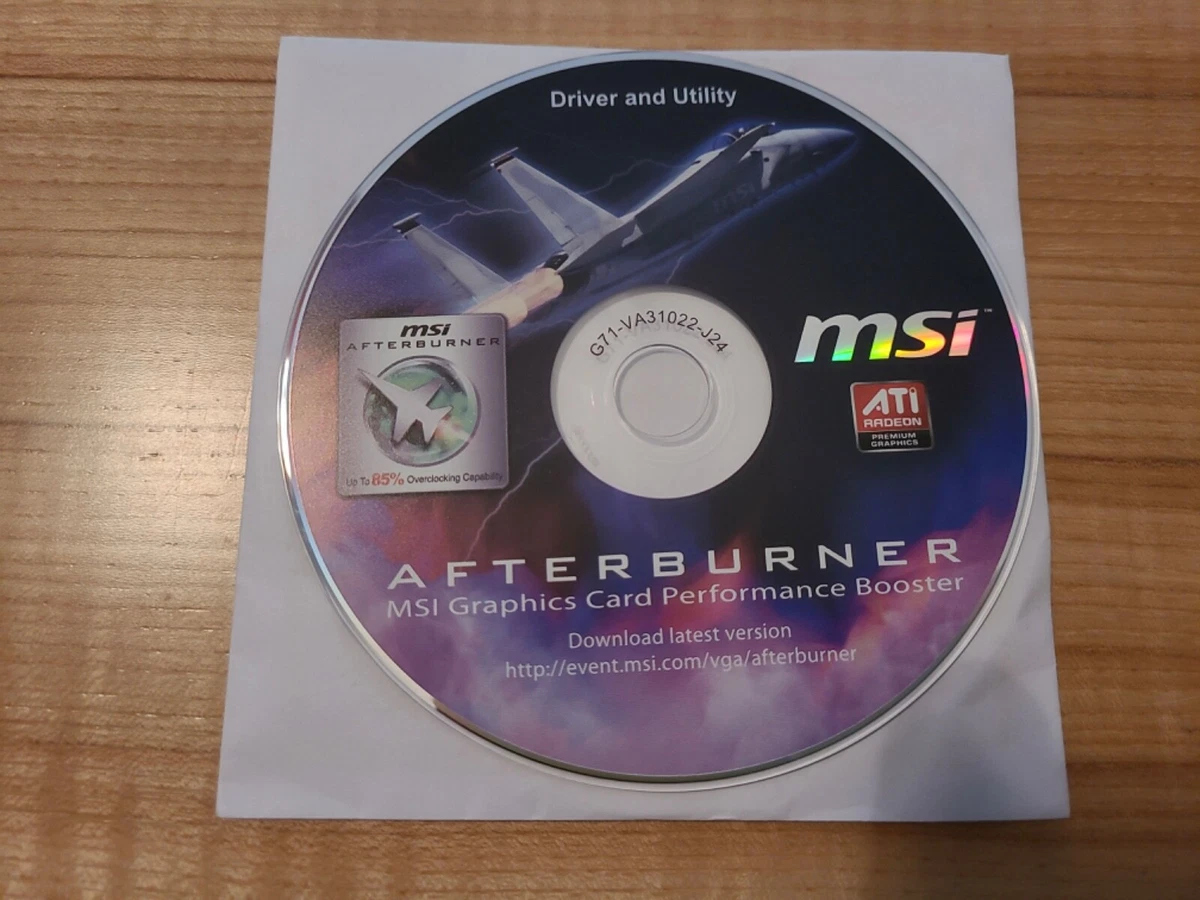 Driver and Utility
msi
G71-VA31022-J24
msi™
msi
AFTERBURNER
ATI
RADEON
PREMIUM
GRAPHICS
Up To 85% Overclocking Capability
AFTERBURNER
MSI Graphics Card Performance Booster
Download latest version
http://event.msi.com/vga/afterburner